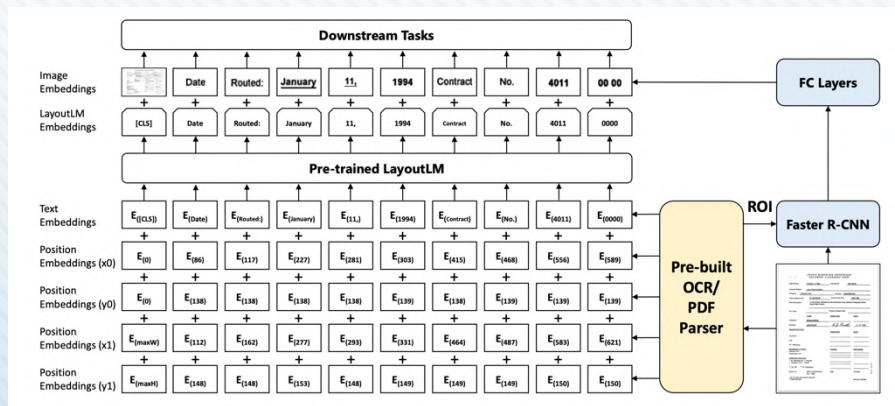 Downstream Tasks
Image Embeddings Date Routed: January 11, 1994 Contract No. 4011 00 00 FC Layers
LayoutLM Embeddings [CLS] Date Routed: January 11, 1994 Contract No. 4011 0000
Pre-trained LayoutLM
Text Embeddings E([CLS]) E(Date) E(Routed:) E(January) E(11,) E(1994) E(Contract) E(No.) E(4011) E(0000)
ROI Faster R-CNN
Position Embeddings (x0) E(0) E(86) E(117) E(227) E(281) E(303) E(415) E(468) E(556) E(589)
Pre-built OCR/ PDF Parser
Position Embeddings (y0) E(0) E(138) E(138) E(138) E(138) E(139) E(138) E(139) E(139) E(139)
Position Embeddings (x1) E(maxW) E(112) E(162) E(277) E(293) E(331) E(464) E(487) E(583) E(621)
Position Embeddings (y1) E(maxH) E(148) E(148) E(153) E(148) E(149) E(149) E(149) E(150) E(150)